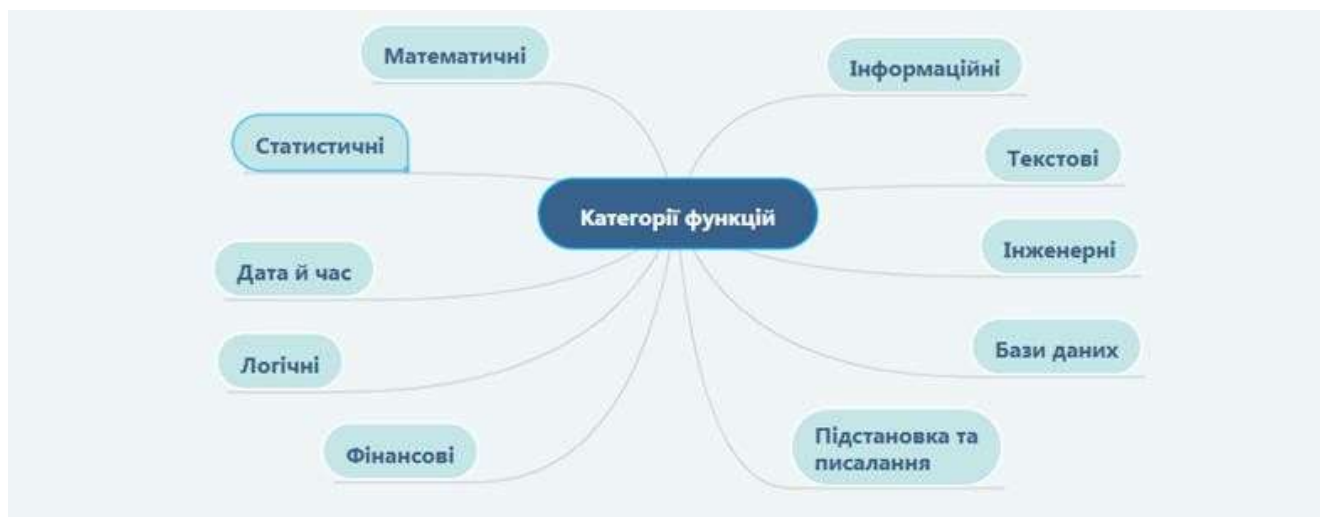 Математичні
Інформаційні
Статистичні
Текстові
Категорії функцій
Інженерні
Дата й час
Бази даних
Логічні
Підстановка та
писалання
Фінансові